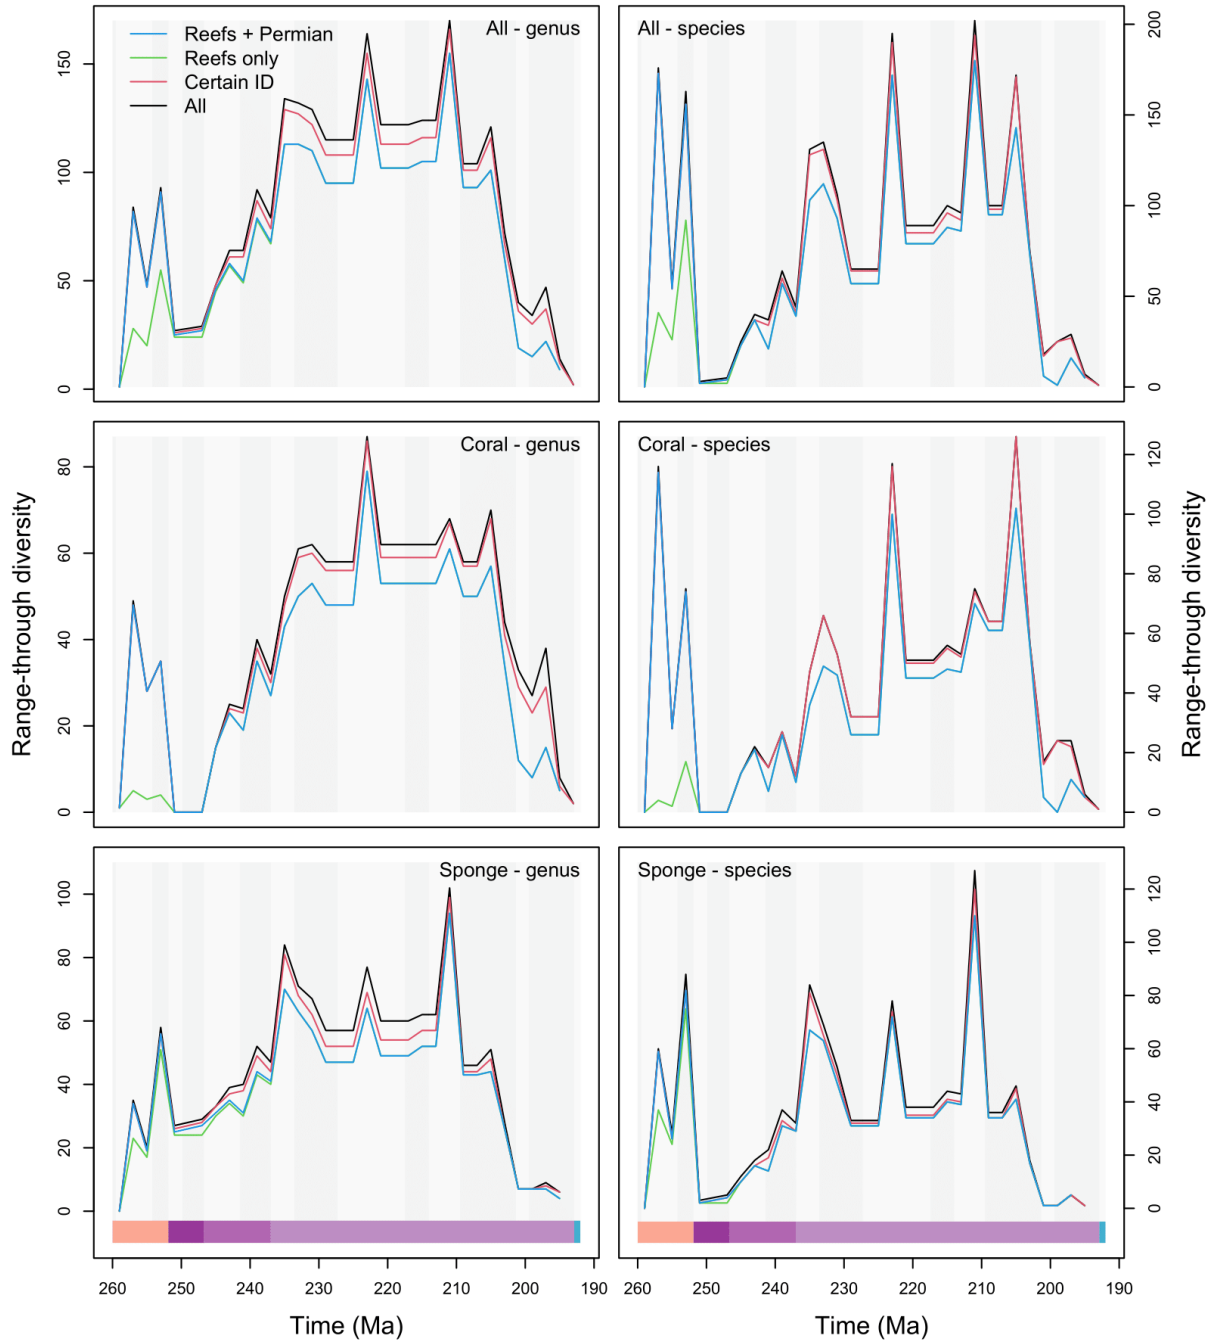 Reefs + Permian
Reefs only
Certain ID
All
All - genus
0 50 100 150
All - species
0 50 100 150 200
Coral - genus
0 20 40 60 80
Coral - species
0 20 40 60 80 100 120
Range-through diversity
Range-through diversity
Sponge - genus
0 20 40 60 80 100
Sponge - species
0 20 40 60 80 100 120
260 250 240 230 220 210 200 190
260 250 240 230 220 210 200 190
Time (Ma)
Time (Ma)